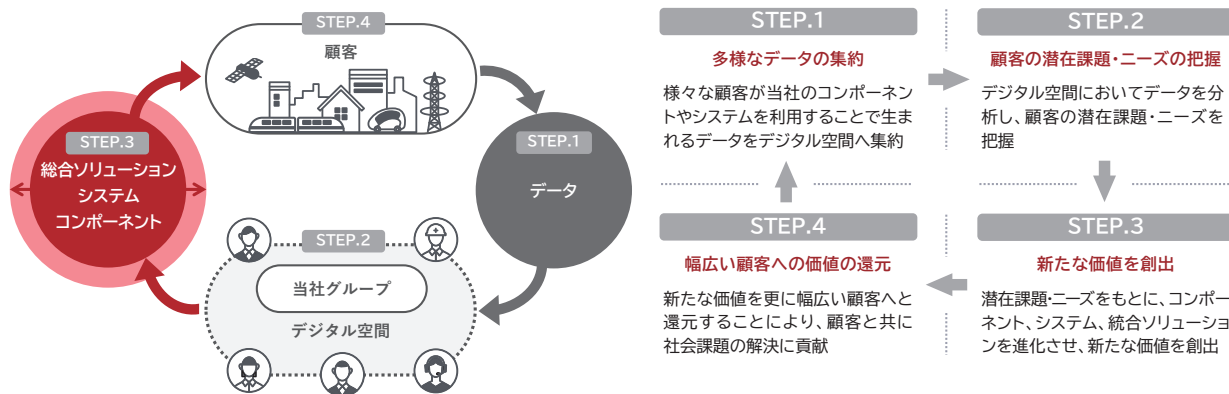 STEP.4
顧客
STEP.3
総合ソリューション
システム
コンポーネント
STEP.1
データ
STEP.2
当社グループ
デジタル空間
STEP.1
多様なデータの集約
様々な顧客が当社のコンポーネン
トやシステムを利用することで生ま
れるデータをデジタル空間へ集約
STEP.2
顧客の潜在課題・ニーズの把握
デジタル空間においてデータを分
析し、顧客の潜在課題・ニーズを
把握
STEP.4
幅広い顧客への価値の還元
新たな価値を更に幅広い顧客へと
還元することにより、顧客と共に
社会課題の解決に貢献
STEP.3
新たな価値を創出
潜在課題・ニーズをもとに、コンポー
ネント、システム、統合ソリューショ
ンを進化させ、新たな価値を創出